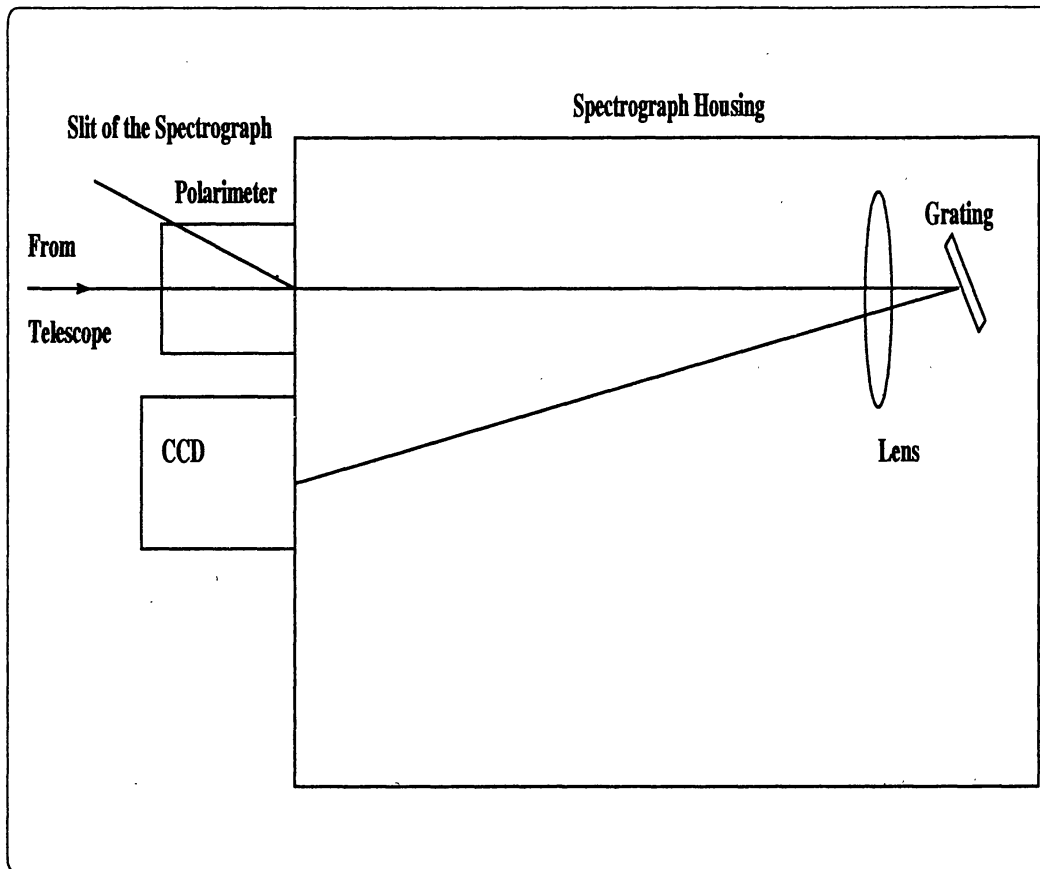 Spectrograph Housing
Slit of the Spectrograph
Polarimeter
Grating
From
Telescope
CCD
Lens